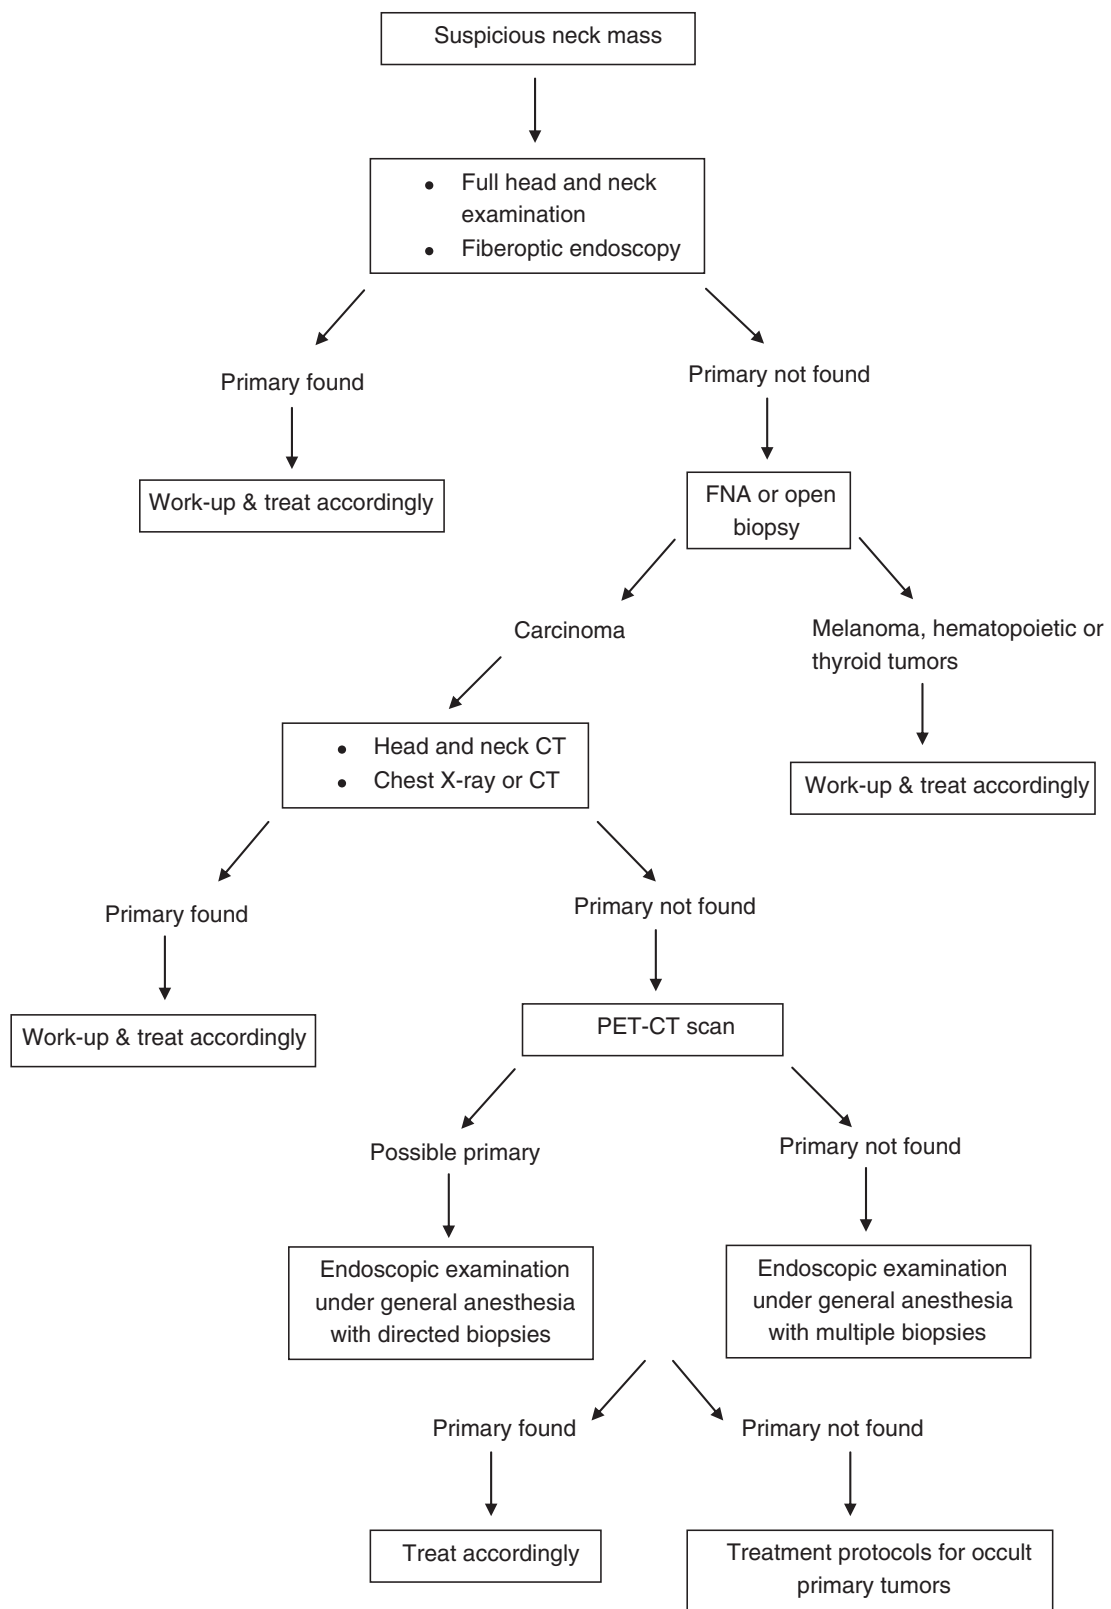 Suspicious neck mass
• Full head and neck
examination
• Fiberoptic endoscopy
Primary found
Primary not found
Work-up & treat accordingly
FNA or open
biopsy
Carcinoma
Melanoma, hematopoietic or
thyroid tumors
• Head and neck CT
• Chest X-ray or CT
Work-up & treat accordingly
Primary found
Primary not found
Work-up & treat accordingly
PET-CT scan
Possible primary
Primary not found
Endoscopic examination
under general anesthesia
with directed biopsies
Endoscopic examination
under general anesthesia
with multiple biopsies
Primary found
Primary not found
Treat accordingly
Treatment protocols for occult
primary tumors